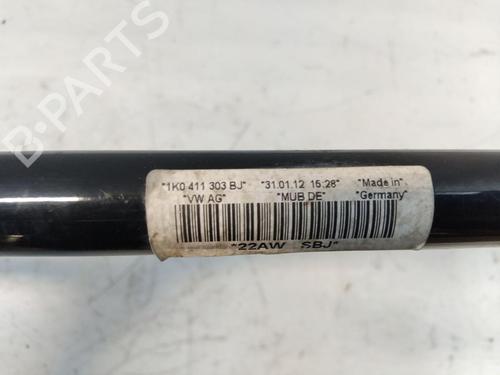 "1K0 411 303 BJ" "31.01.12 15:28" "Made in"
"VW AG" "MUB DE" "Germany"
"22AW SBJ"
B-PARTS